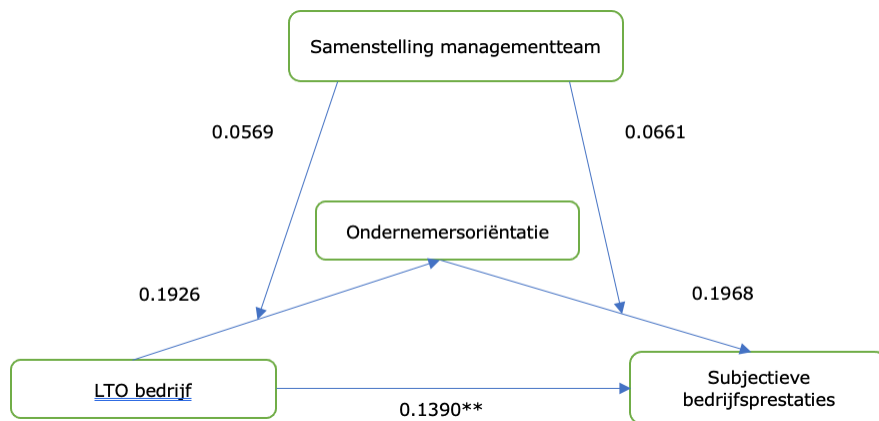 Samenstelling managementteam
0.0569
0.0661
Ondernemersoriëntatie
0.1926
0.1968
LTO bedrijf
0.1390**
Subjectieve
bedrijfsprestaties